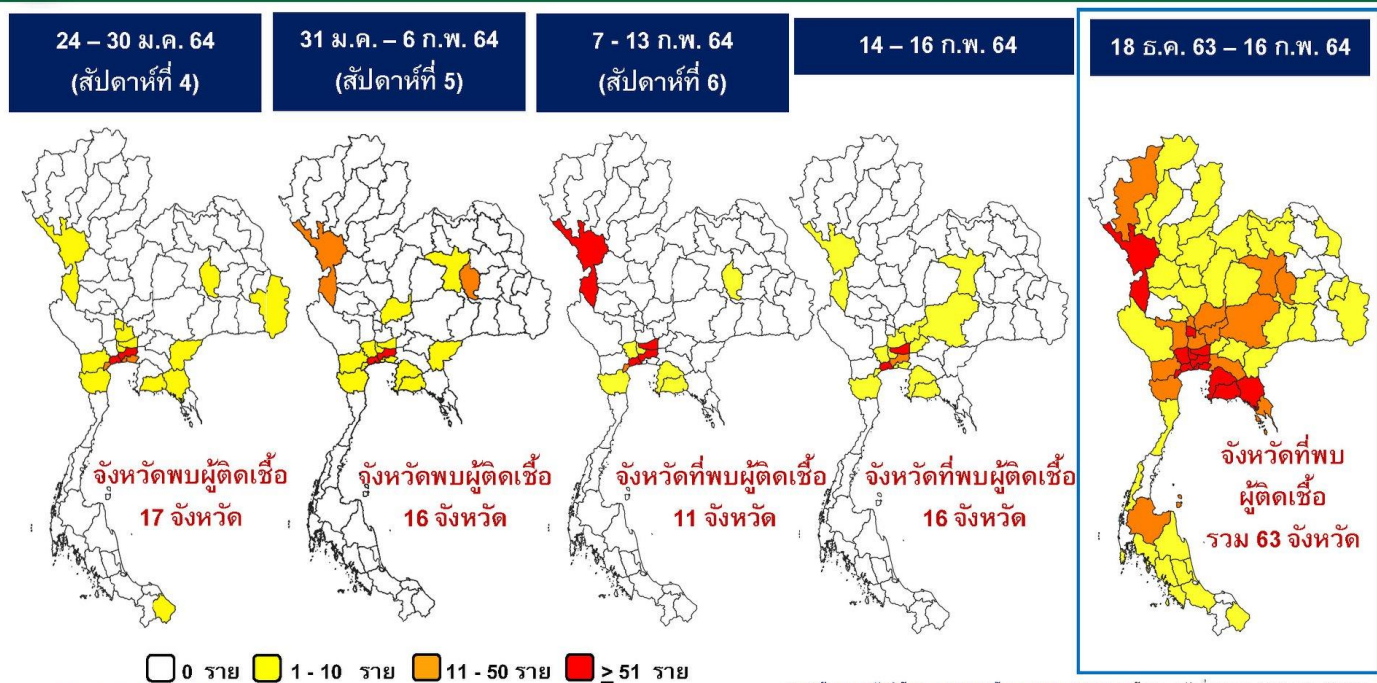 24 – 30 ม.ค. 64
(สัปดาห์ที่ 4)
31 ม.ค. – 6 ก.พ. 64
(สัปดาห์ที่ 5)
7 - 13 ก.พ. 64
(สัปดาห์ที่ 6)
14 – 16 ก.พ. 64
18 ธ.ค. 63 – 16 ก.พ. 64
จังหวัดพบผู้ติดเชื้อ
17 จังหวัด
จังหวัดพบผู้ติดเชื้อ
16 จังหวัด
จังหวัดที่พบผู้ติดเชื้อ
11 จังหวัด
จังหวัดที่พบผู้ติดเชื้อ
16 จังหวัด
จังหวัดที่พบ
ผู้ติดเชื้อ
รวม 63 จังหวัด
0 ราย 1 - 10 ราย 11 - 50 ราย ≥ 51 ราย